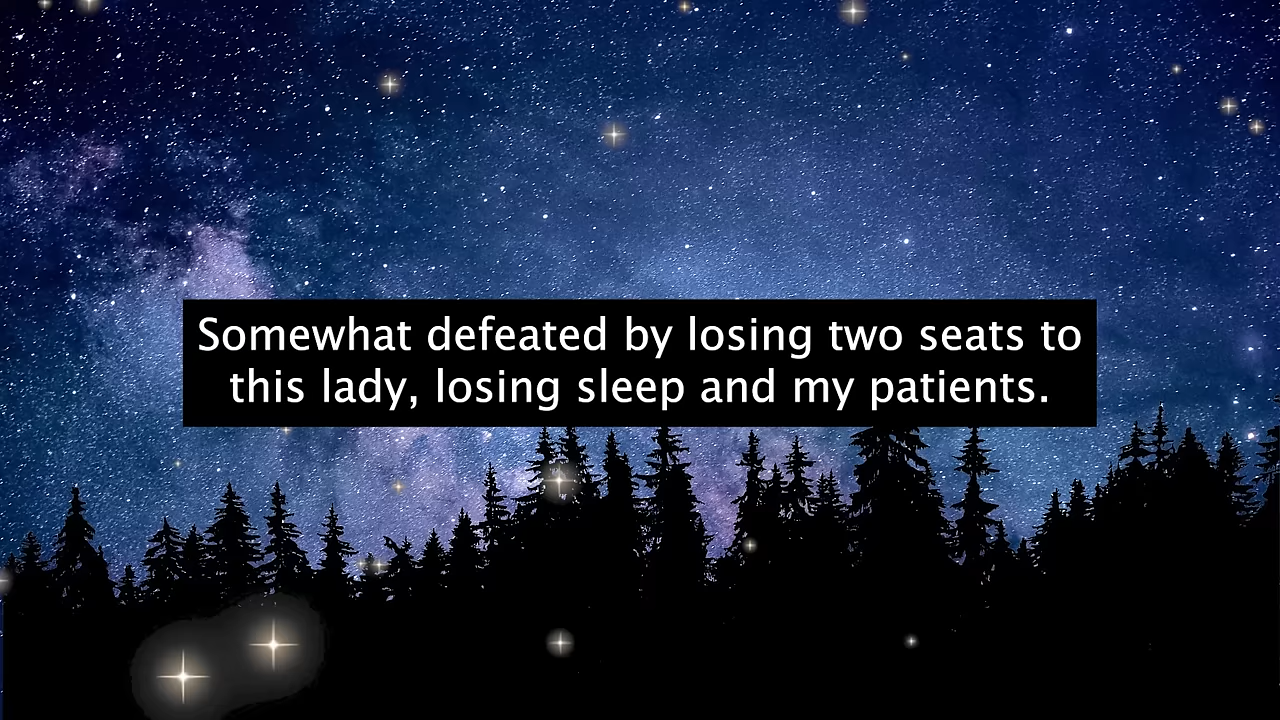 Somewhat defeated by losing two seats to
this lady, losing sleep and my patients.